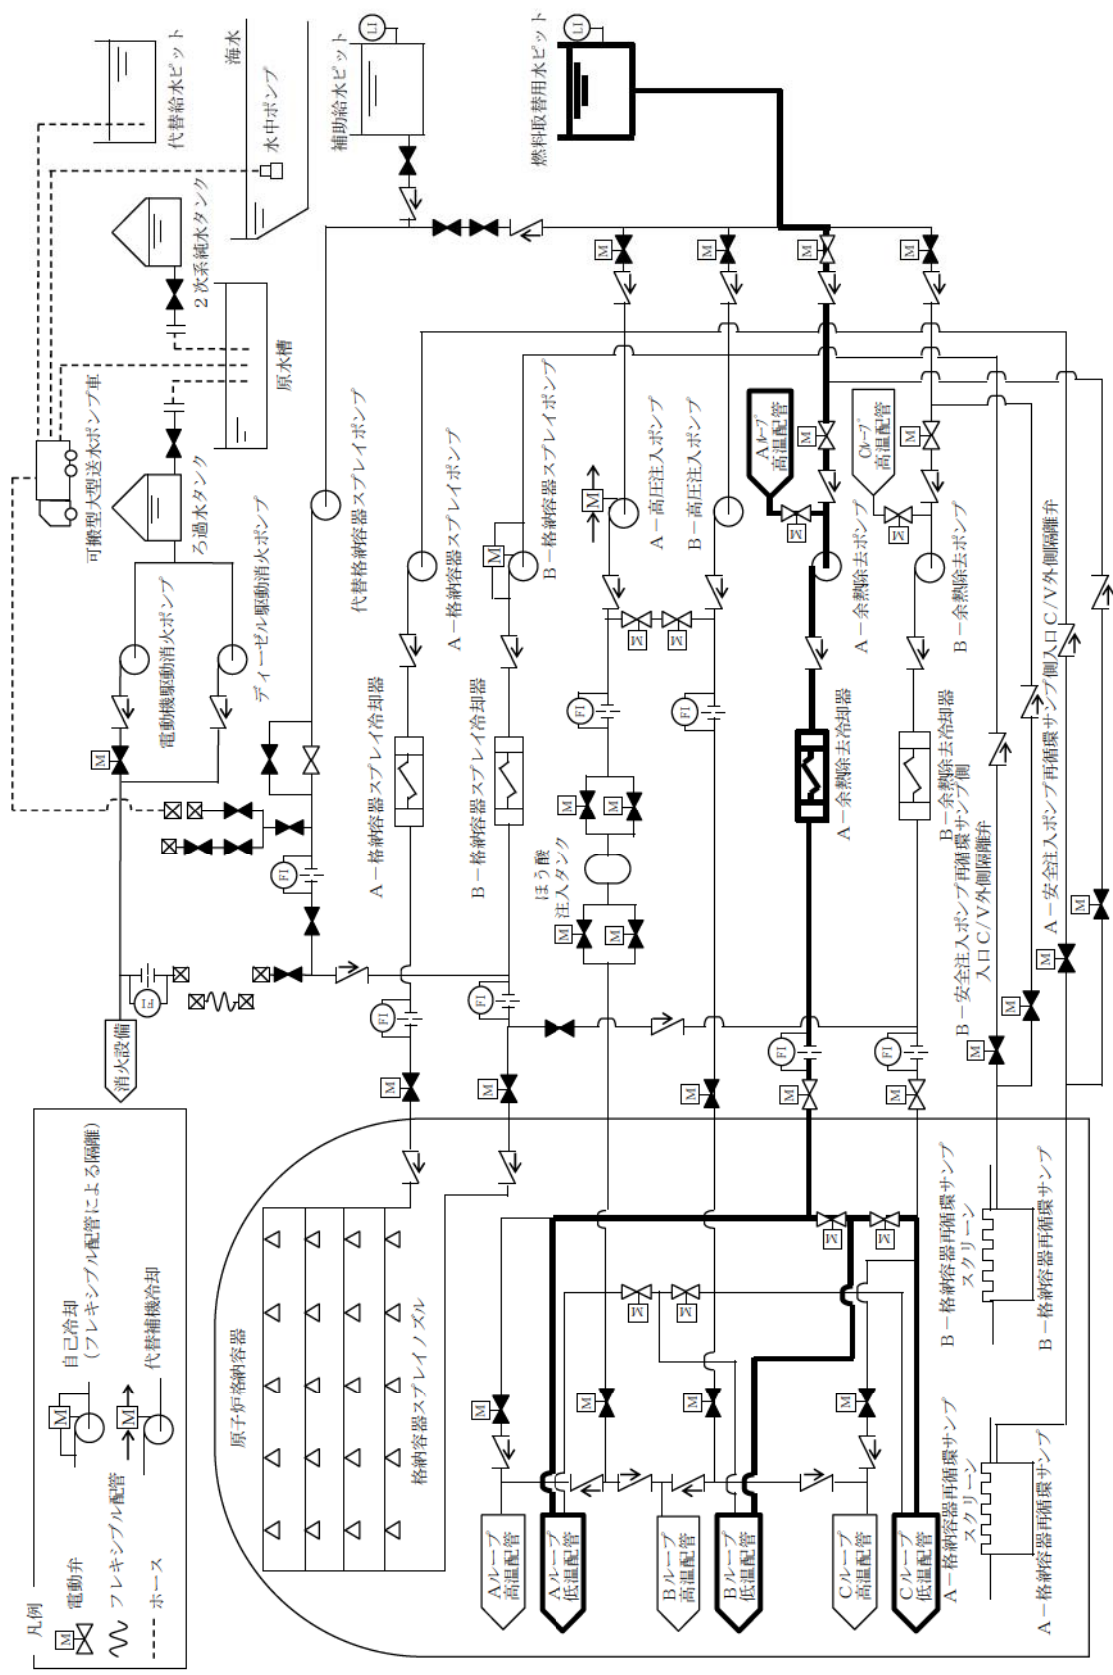 凡例
電動弁
フレキシブル配管
ホース
自己冷却
(フレキシブル配管による隔離)
代替補機冷却
M
M
M
消火設備
FI
可搬型大型送水ポンプ車
代替給水ピット
海水
水中ポンプ
2次系純水タンク
原水槽
ろ過水タンク
電動機駆動消火ポンプ
ディーゼル駆動消火ポンプ
M
FI
補助給水ピット
LI
燃料取替用水ピット
LI
代替格納容器スプレイポンプ
A-格納容器スプレイポンプ
B-格納容器スプレイポンプ
M
A-格納容器スプレイ冷却器
B-格納容器スプレイ冷却器
FI
FI
M
M
A-高圧注入ポンプ
B-高圧注入ポンプ
M
M
M
M
M
FI
FI
ほう酸
注入タンク
M
M
M
M
M
Aループ
高温配管
Cループ
高温配管
M
M
M
M
M
M
A-余熱除去ポンプ
B-余熱除去ポンプ
A-余熱除去冷却器
B-余熱除去冷却器
FI
FI
M
M
B-安全注入ポンプ再循環サンプ側
入口C/V外側隔離弁
A-安全注入ポンプ再循環サンプ側入口C/V外側隔離弁
M
M
M
M
原子炉格納容器
格納容器スプレイノズル
M
M
M
M
M
M
M
M
Aループ
高温配管
Aループ
低温配管
Bループ
高温配管
Bループ
低温配管
Cループ
高温配管
Cループ
低温配管
B-格納容器再循環サンプ
スクリーン
B-格納容器再循環サンプ
A-格納容器再循環サンプ
スクリーン
A-格納容器再循環サンプ